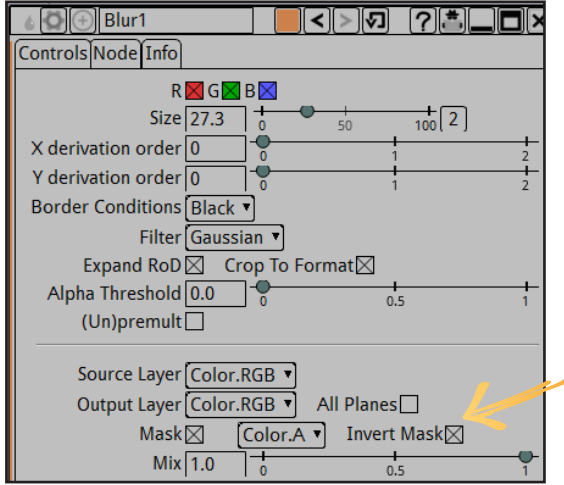 Blur1 < > ?
Controls Node Info
R G B
Size 27.3 0 50 100 2
X derivation order 0 0 1 2
Y derivation order 0 0 1 2
Border Conditions Black
Filter Gaussian
Expand RoD Crop To Format
Alpha Threshold 0.0 0 0.5 1
(Un)premult
Source Layer Color.RGB
Output Layer Color.RGB All Planes
Mask Color.A Invert Mask
Mix 1.0 0 0.5 1